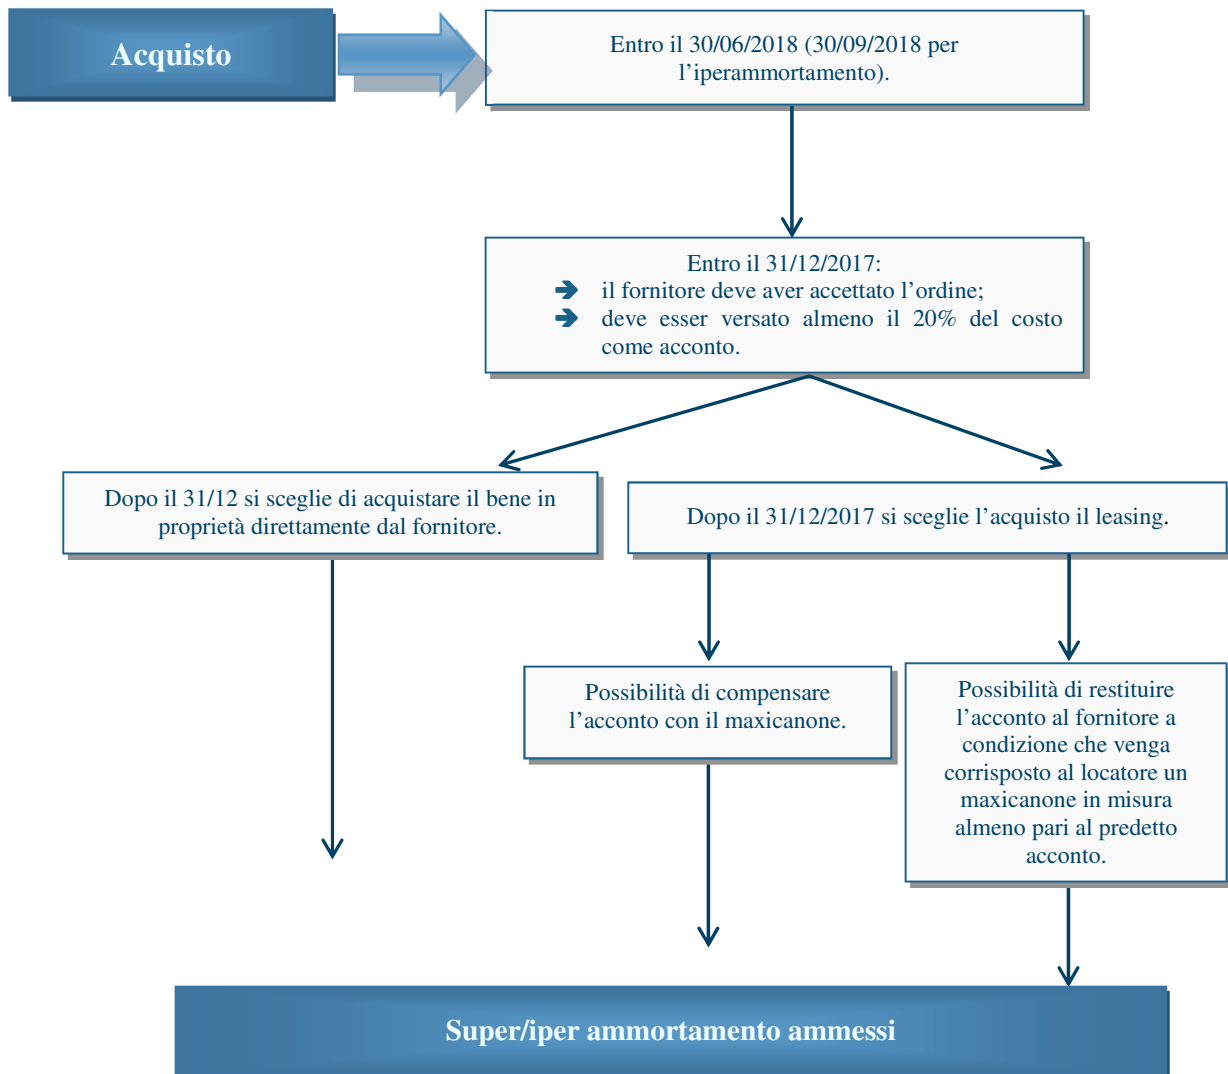 Acquisto
Entro il 30/06/2018 (30/09/2018 per
l’iperammortamento).
Entro il 31/12/2017:
➔ il fornitore deve aver accettato l’ordine;
➔ deve esser versato almeno il 20% del costo
come acconto.
Dopo il 31/12 si sceglie di acquistare il bene in
proprietà direttamente dal fornitore.
Dopo il 31/12/2017 si sceglie l’acquisto il leasing.
Possibilità di compensare
l’acconto con il maxicanone.
Possibilità di restituire
l’acconto al fornitore a
condizione che venga
corrisposto al locatore un
maxicanone in misura
almeno pari al predetto
acconto.
Super/iper ammortamento ammessi